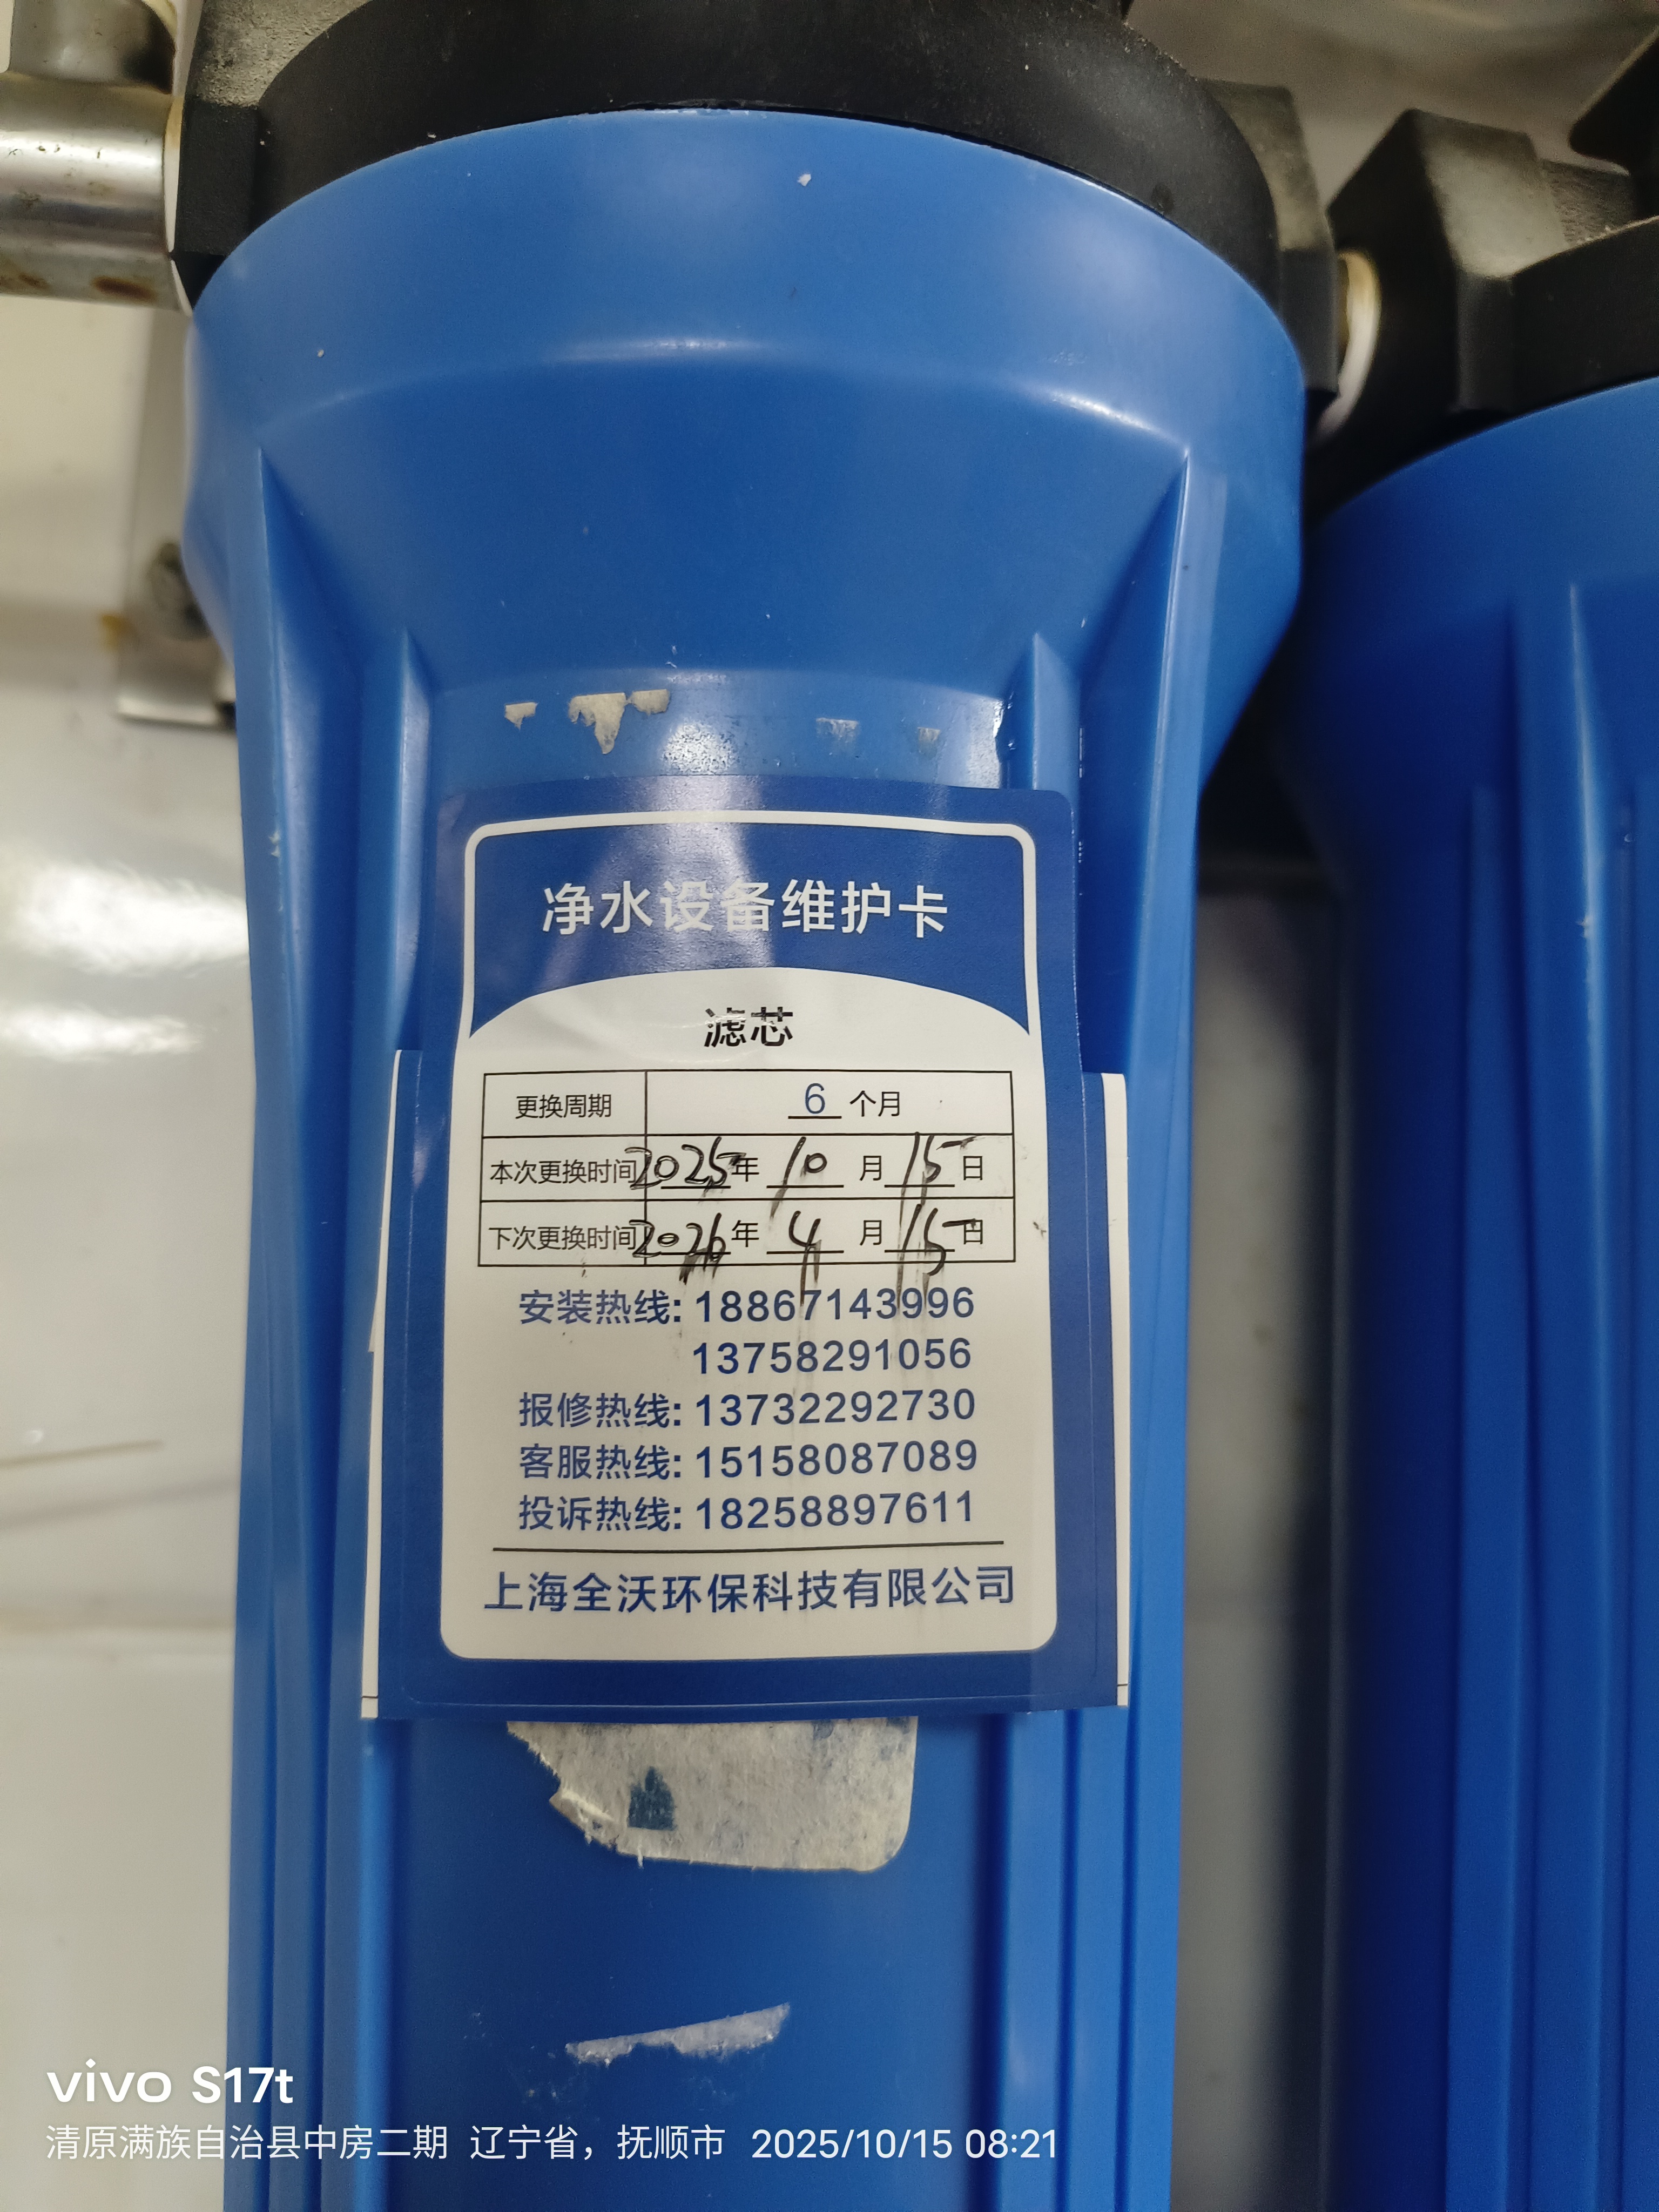 净水设备维护卡
滤芯
更换周期 6 个月
本次更换时间 2025 年 10 月 15 日
下次更换时间 2026 年 4 月 15 日
安装热线: 18867143996
13758291056
报修热线: 13732292730
客服热线: 15158087089
投诉热线: 18258897611
上海全沃环保科技有限公司
vivo S17t
清原满族自治县中房二期 辽宁省，抚顺市 2025/10/15 08:21